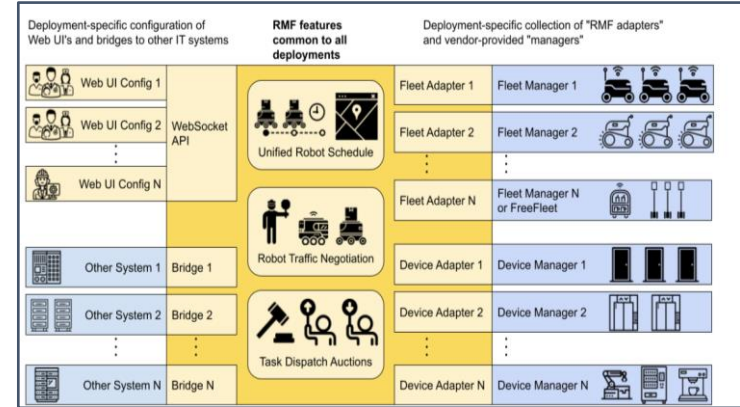 Deployment-specific configuration of
Web UI's and bridges to other IT systems
RMF features
common to all
deployments
Deployment-specific collection of "RMF adapters"
and vendor-provided "managers"
Web UI Config 1
Web UI Config 2
Web UI Config N
WebSocket
API
Other System 1
Bridge 1
Other System 2
Bridge 2
Other System N
Bridge N
Unified Robot Schedule
Robot Traffic Negotiation
Task Dispatch Auctions
Fleet Adapter 1
Fleet Manager 1
Fleet Adapter 2
Fleet Manager 2
Fleet Adapter N
Fleet Manager N
or FreeFleet
Device Adapter 1
Device Manager 1
Device Adapter 2
Device Manager 2
Device Adapter N
Device Manager N